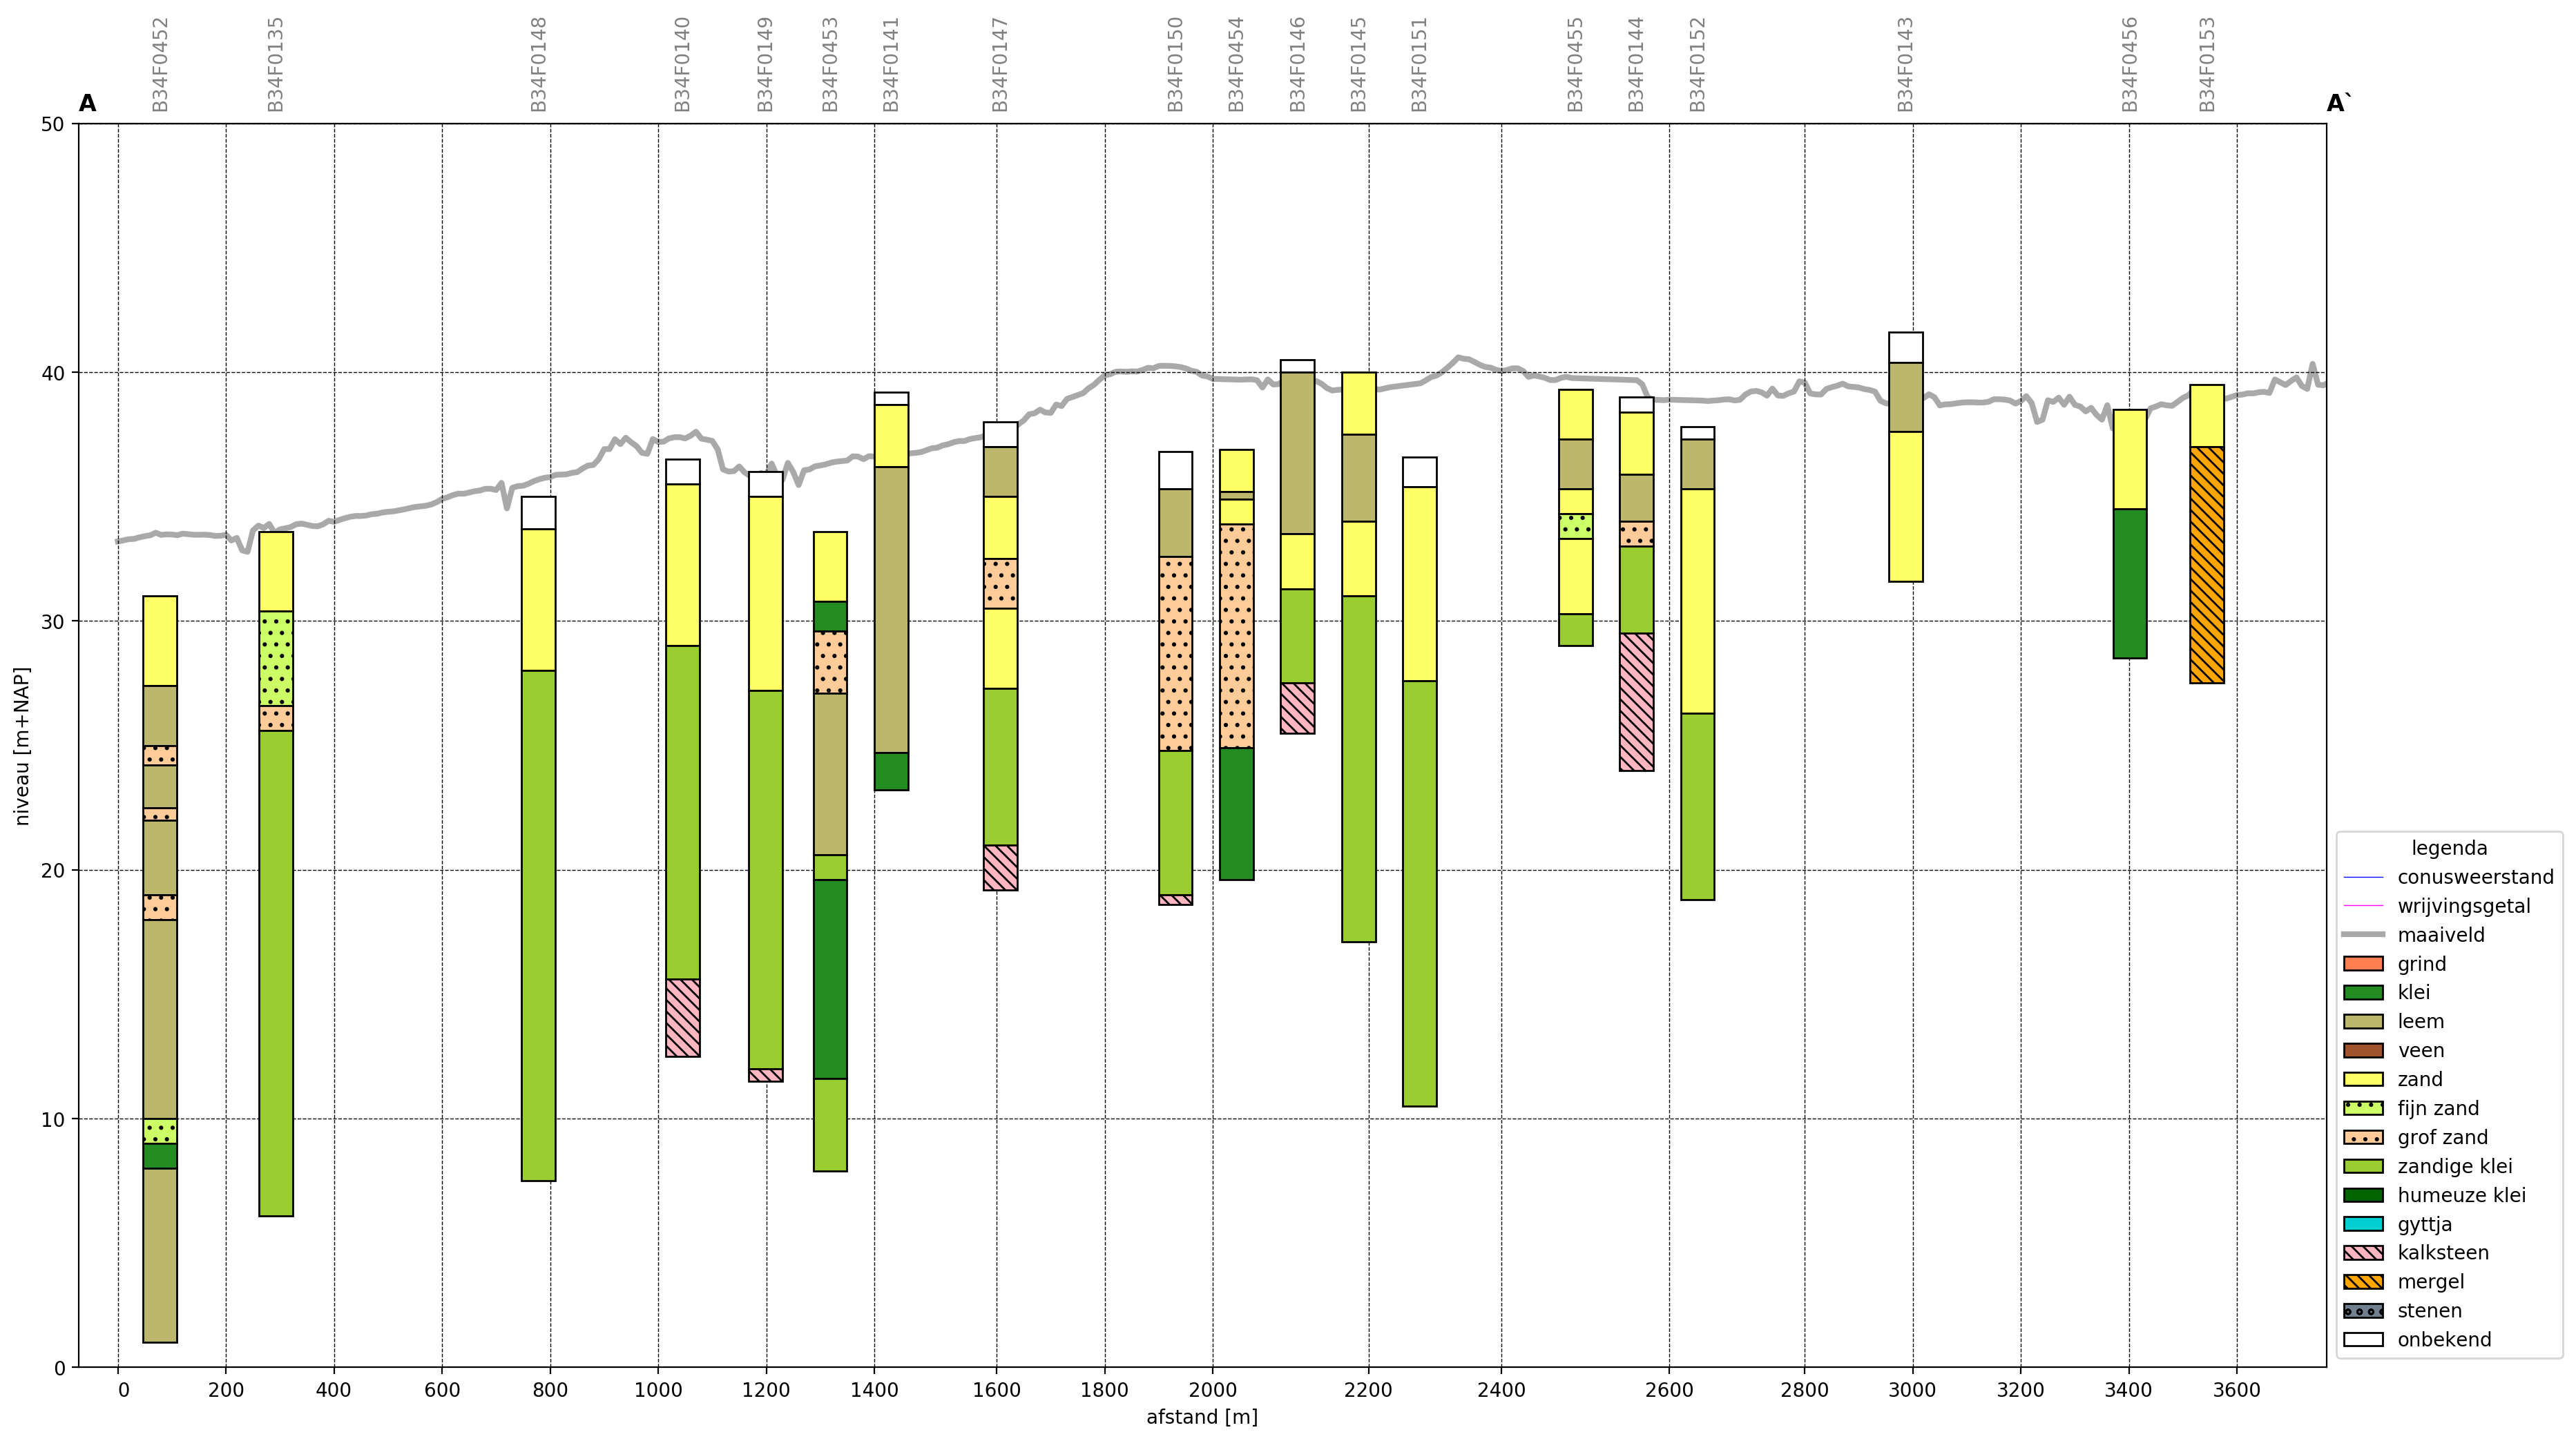 B34F0452
B34F0135
B34F0148
B34F0140
B34F0149
B34F0453
B34F0141
B34F0147
B34F0150
B34F0454
B34F0146
B34F0145
B34F0151
B34F0455
B34F0144
B34F0152
B34F0143
B34F0456
B34F0153
A A`
50
40
30
20
10
0
niveau [m+NAP]
0 200 400 600 800 1000 1200 1400 1600 1800 2000 2200 2400 2600 2800 3000 3200 3400 3600
afstand [m]
legenda
conusweerstand
wrijvingsgetal
maaiveld
grind
klei
leem
veen
zand
fijn zand
grof zand
zandige klei
humeuze klei
gyttja
kalksteen
mergel
stenen
onbekend